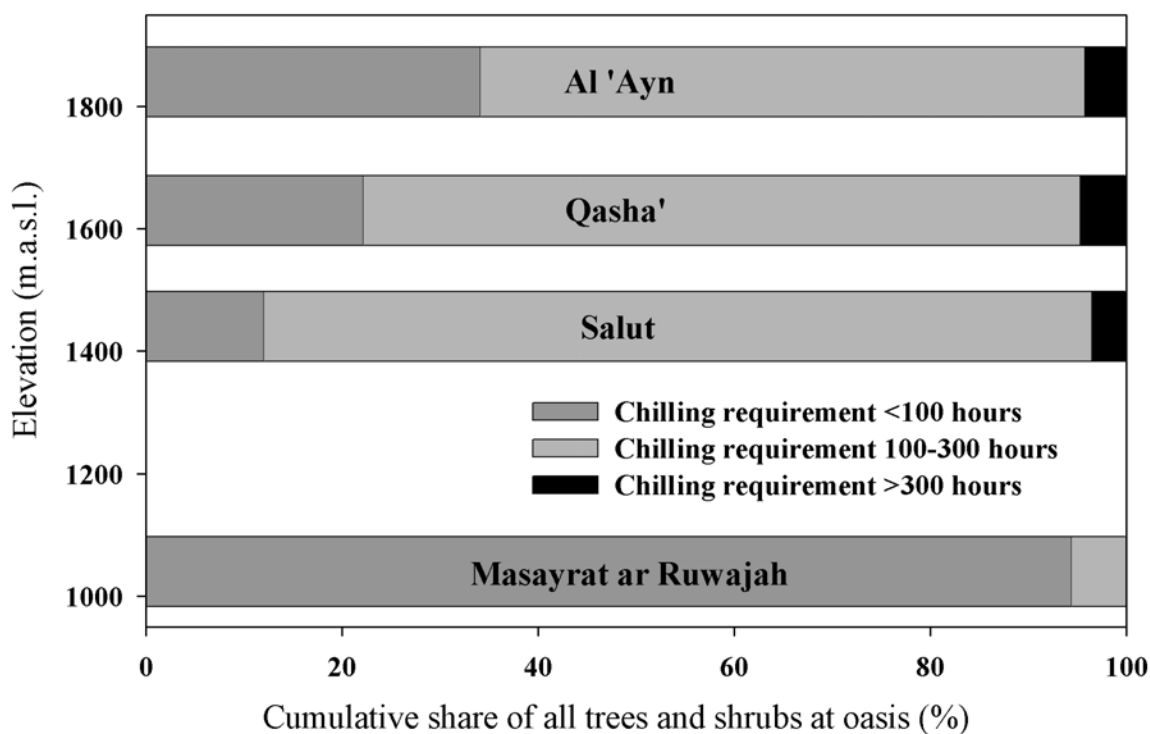 Elevation (m.a.s.l.)
1800
1600
1400
1200
1000
Al 'Ayn
Qasha'
Salut
Chilling requirement <100 hours
Chilling requirement 100-300 hours
Chilling requirement >300 hours
Masayrat ar Ruwajah
0 20 40 60 80 100
Cumulative share of all trees and shrubs at oasis (%)